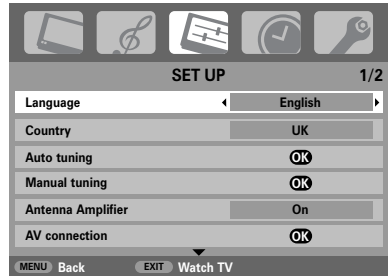 SET UP 1/2
Language English
Country UK
Auto tuning OK
Manual tuning OK
Antenna Amplifier On
AV connection OK
MENU Back EXIT Watch TV